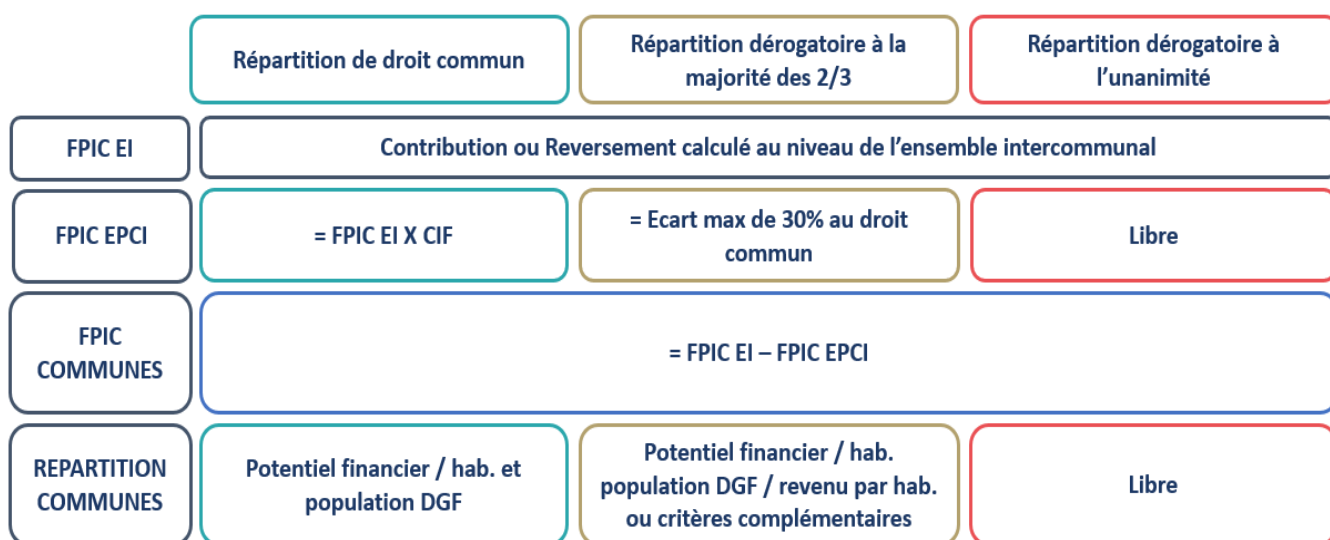 Répartition de droit commun
Répartition dérogatoire à la
majorité des 2/3
Répartition dérogatoire à
l'unanimité
FPIC EI
Contribution ou Reversement calculé au niveau de l'ensemble intercommunal
FPIC EPCI
= FPIC EI X CIF
= Ecart max de 30% au droit
commun
Libre
FPIC
COMMUNES
= FPIC EI – FPIC EPCI
REPARTITION
COMMUNES
Potentiel financier / hab. et
population DGF
Potentiel financier / hab.
population DGF / revenu par hab.
ou critères complémentaires
Libre